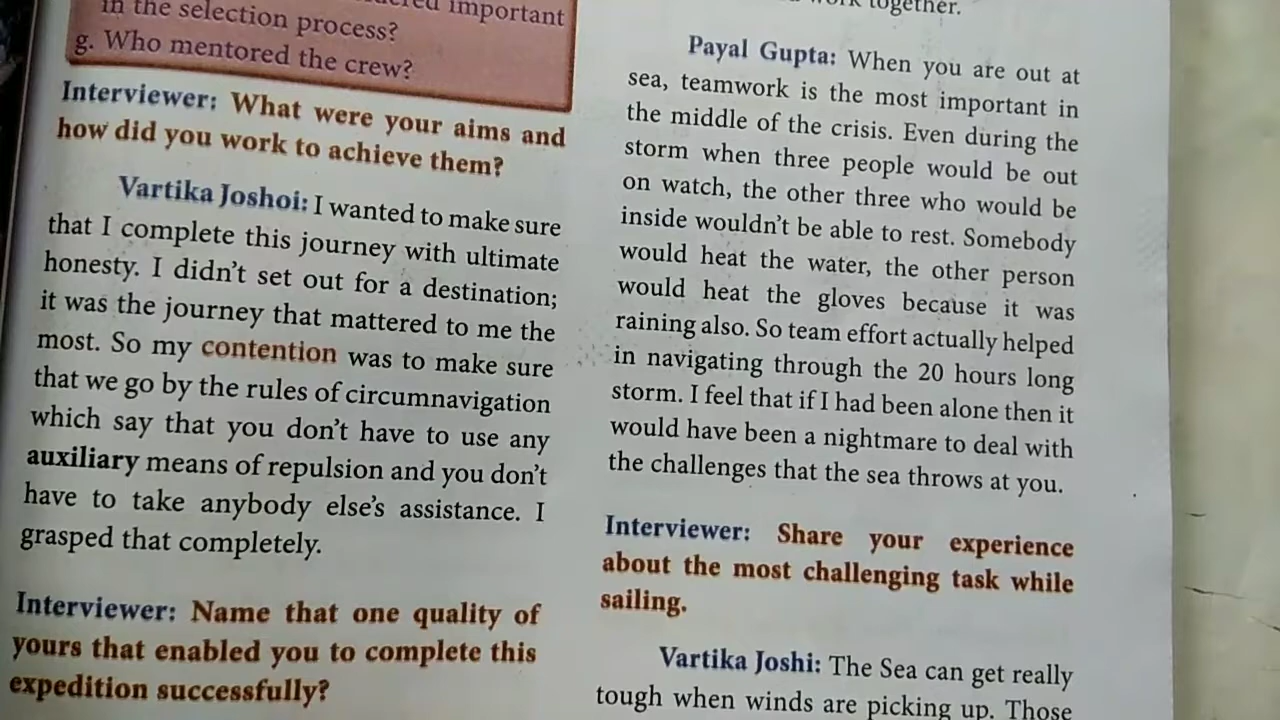 in the selection process?
g. Who mentored the crew?
Interviewer: What were your aims and
how did you work to achieve them?
Vartika Joshoi: I wanted to make sure
that I complete this journey with ultimate
honesty. I didn't set out for a destination;
it was the journey that mattered to me the
most. So my contention was to make sure
that we go by the rules of circumnavigation
which say that you don't have to use any
auxiliary means of repulsion and you don't
have to take anybody else's assistance. I
grasped that completely.
Interviewer: Name that one quality of
yours that enabled you to complete this
expedition successfully?
together.
Payal Gupta: When you are out at
sea, teamwork is the most important in
the middle of the crisis. Even during the
storm when three people would be out
on watch, the other three who would be
inside wouldn't be able to rest. Somebody
would heat the water, the other person
would heat the gloves because it was
raining also. So team effort actually helped
in navigating through the 20 hours long
storm. I feel that if I had been alone then it
would have been a nightmare to deal with
the challenges that the sea throws at you.
Interviewer: Share your experience
about the most challenging task while
sailing.
Vartika Joshi: The Sea can get really
tough when winds are picking up. Those